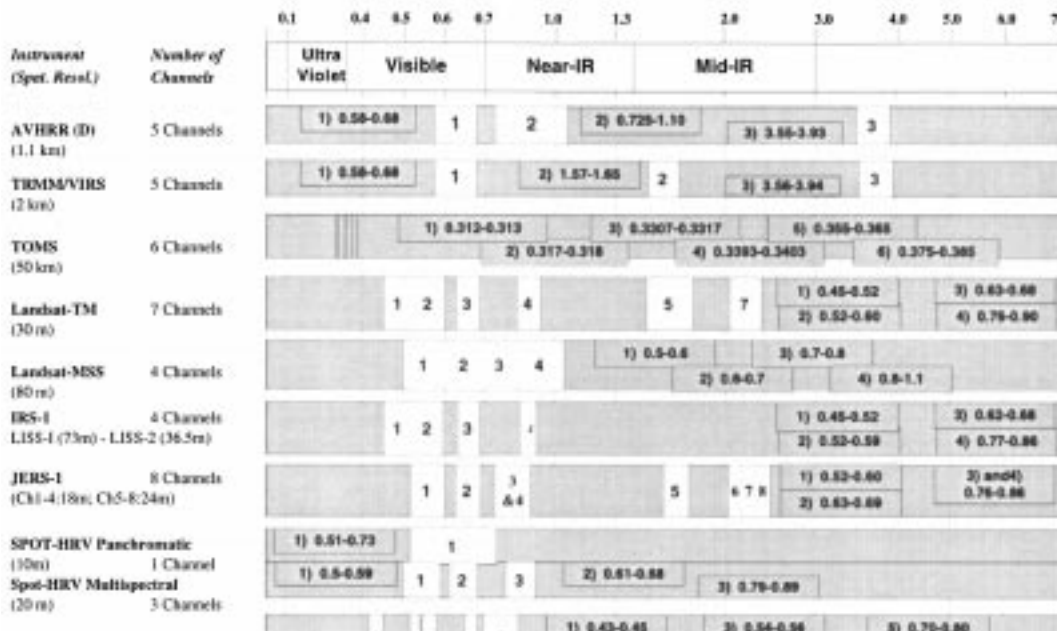 0.1 0.4 0.5 0.6 0.7 1.0 1.3 2.0 3.0 4.0 5.0 6.0 7
Instrument Number of
(Spat. Resol.) Channels
Ultra Violet Visible Near-IR Mid-IR
AVHRR (D) 5 Channels
(1.1 km)
1) 0.58-0.68 1 2 2) 0.725-1.10 3) 3.55-3.93 3
TRMM/VIRS 5 Channels
(2 km)
1) 0.58-0.68 1 2) 1.57-1.65 2 3) 3.56-3.94 3
TOMS 6 Channels
(50 km)
1) 0.312-0.313 3) 0.3307-0.3317
2) 0.317-0.318 4) 0.3393-0.3403
Landsat-TM 7 Channels
(30 m)
1 2 3 4 5 7 1) 0.45-0.52 3) 0.63-0.68
2) 0.52-0.60 4) 0.76-0.90
Landsat-MSS 4 Channels
(80 m)
1 2 3 4 1) 0.5-0.6 3) 0.7-0.8
2) 0.6-0.7 4) 0.8-1.1
IRS-1 4 Channels
LISS-I (73m) - LISS-2 (36.5m)
1 2 3 1) 0.45-0.52 3) 0.62-0.68
2) 0.52-0.59 4) 0.77-0.86
JERS-1 8 Channels
(Ch1-4:18m; Ch5-8:24m)
1 2 3 & 4 5 6 7 8 1) 0.52-0.60 3) and4)
2) 0.63-0.69 0.76-0.86
SPOT-HRV Panchromatic
(10m) 1 Channel
1) 0.51-0.73 1
Spot-HRV Multispectral
(20 m) 3 Channels
1) 0.5-0.59 1 2 3 2) 0.61-0.68 3) 0.79-0.89
1) 0.43-0.45 3) 0.54-0.56 5) 0.70-0.80